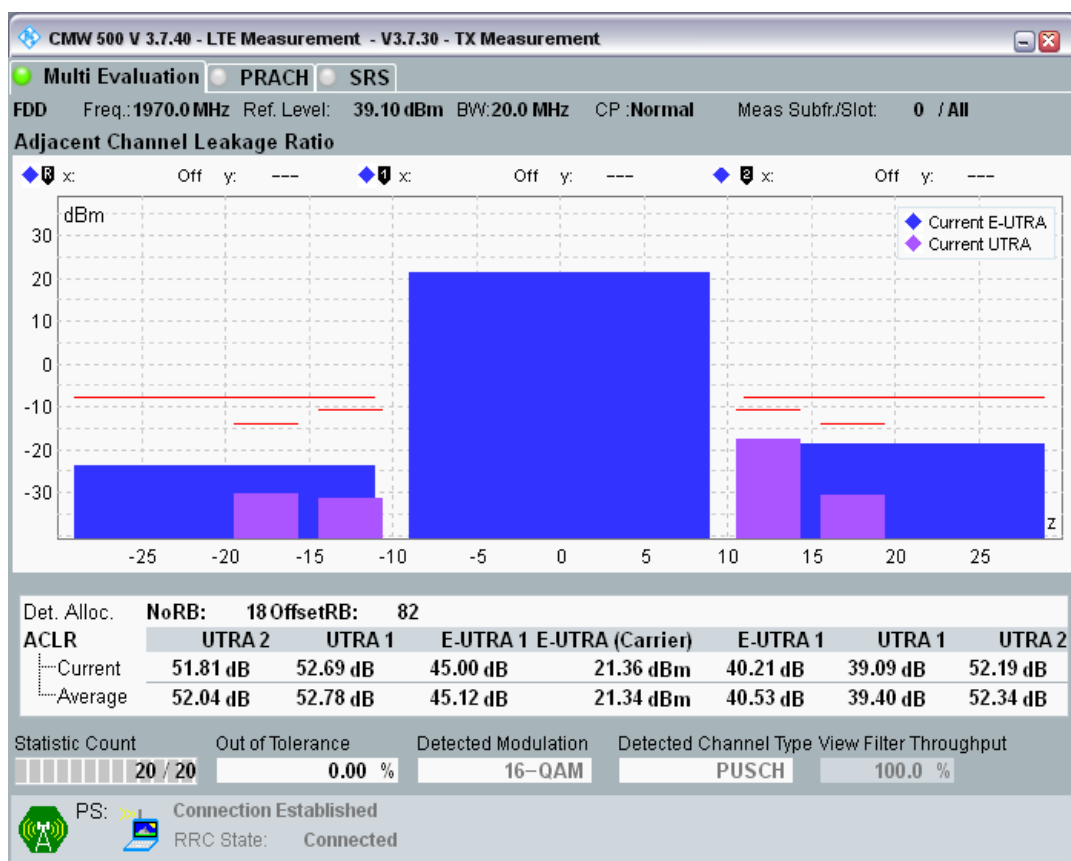 CMW 500 V 3.7.40 - LTE Measurement - V3.7.30 - TX Measurement
Multi Evaluation PRACH SRS
FDD Freq.: 1970.0 MHz Ref. Level: 39.10 dBm BW: 20.0 MHz CP : Normal Meas Subfr./Slot: 0 / All
Adjacent Channel Leakage Ratio
R x: Off y: --- 1 x: Off y: --- 2 x: Off y: ---
dBm
Current E-UTRA
Current UTRA
30
20
10
0
-10
-20
-30
z
-25 -20 -15 -10 -5 0 5 10 15 20 25
Det. Alloc. NoRB: 18 OffsetRB: 82
ACLR UTRA 2 UTRA 1 E-UTRA 1 E-UTRA (Carrier) E-UTRA 1 UTRA 1 UTRA 2
Current 51.81 dB 52.69 dB 45.00 dB 21.36 dBm 40.21 dB 39.09 dB 52.19 dB
Average 52.04 dB 52.78 dB 45.12 dB 21.34 dBm 40.53 dB 39.40 dB 52.34 dB
Statistic Count Out of Tolerance Detected Modulation Detected Channel Type View Filter Throughput
20 / 20 0.00 % 16-QAM PUSCH 100.0 %
PS: Connection Established
RRC State: Connected